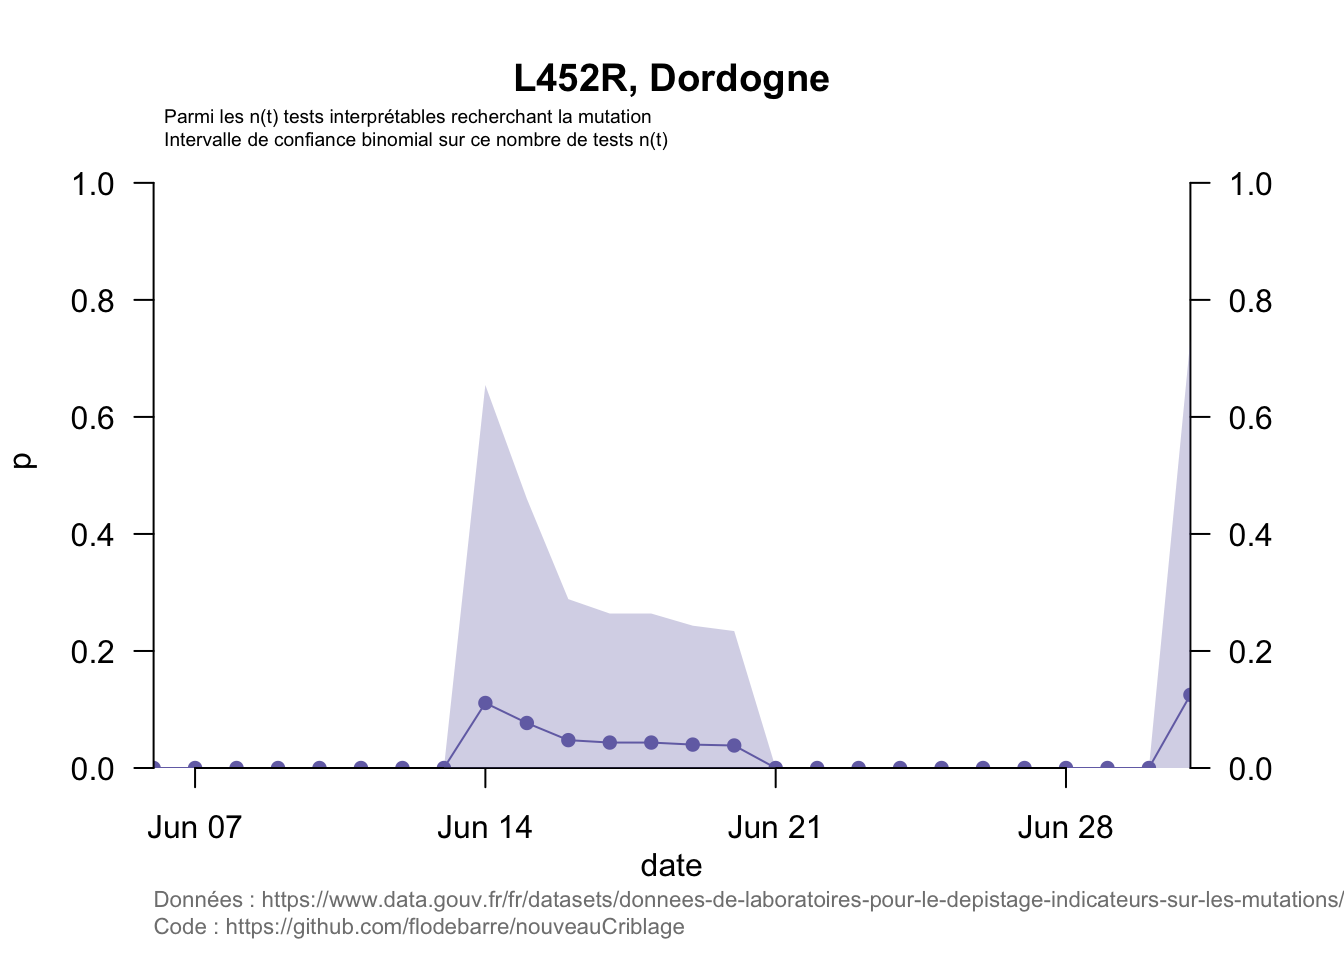 L452R, Dordogne
Parmi les n(t) tests interprétables recherchant la mutation
Intervalle de confiance binomial sur ce nombre de tests n(t)
1.0 1.0
0.8 0.8
0.6 0.6
p
0.4 0.4
0.2 0.2
0.0 0.0
Jun 07 Jun 14 Jun 21 Jun 28
date
Données : https://www.data.gouv.fr/fr/datasets/donnees-de-laboratoires-pour-le-depistage-indicateurs-sur-les-mutations/
Code : https://github.com/flodebarre/nouveauCriblage